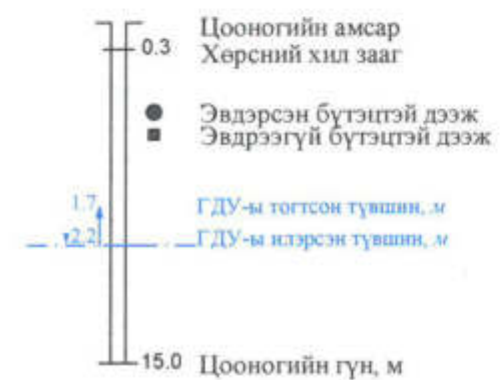 Цооногийн амсар
0.3 Хөрсний хил зааг
Эвдэрсэн бүтэцтэй дээж
Эвдрээгүй бүтэцтэй дээж
1.7 ГДУ-ы тогтсон түвшин, м
2.2 ГДУ-ы илэрсэн түвшин, м
15.0 Цооногийн гүн, м